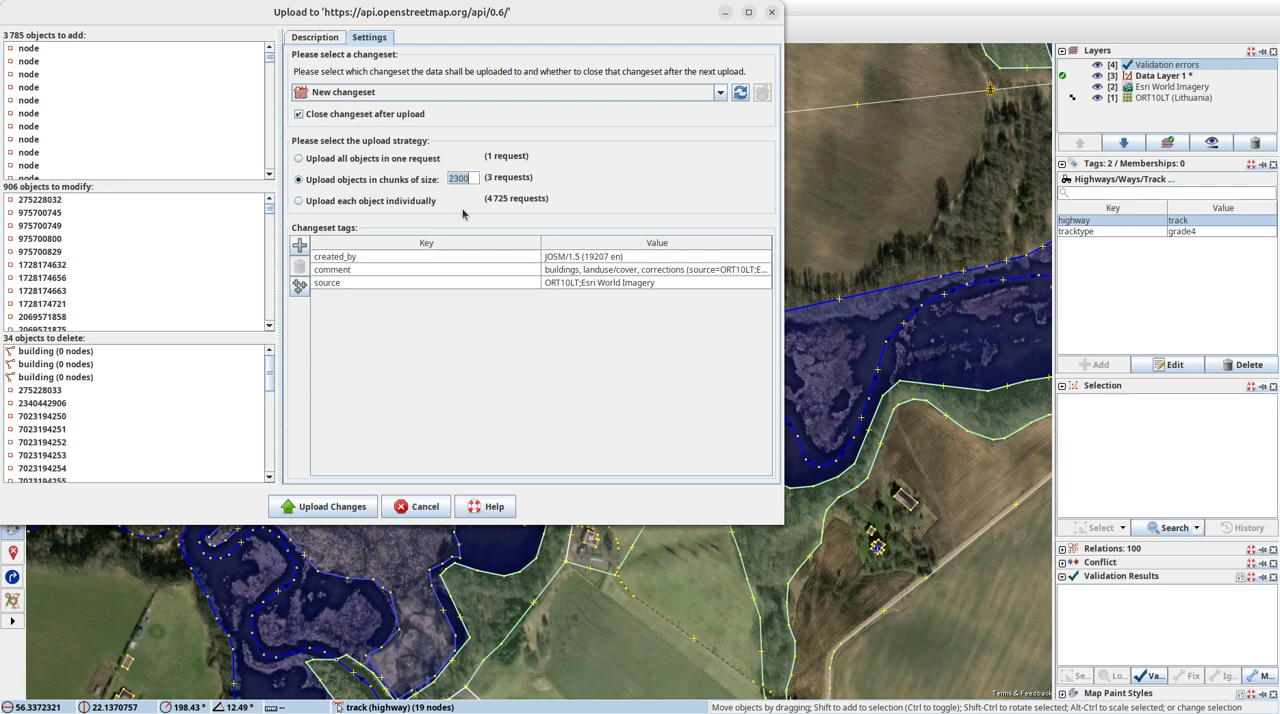 Upload to 'https://api.openstreetmap.org/api/0.6/'
3 785 objects to add:
node
node
node
node
node
node
node
node
node
node
906 objects to modify:
275228032
975700745
975700749
975700800
975700829
1728174632
1728174656
1728174663
1728174721
2069571858
2069571875
34 objects to delete:
building (0 nodes)
building (0 nodes)
building (0 nodes)
275228033
2340442906
7023194250
7023194251
7023194252
7023194253
7023194254
7023194255
Description
Settings
Please select a changeset:
Please select which changeset the data shall be uploaded to and whether to close that changeset after the next upload.
New changeset
Close changeset after upload
Please select the upload strategy:
Upload all objects in one request (1 request)
Upload objects in chunks of size: 2300 (3 requests)
Upload each object individually (4 725 requests)
Changeset tags:
Key Value
created_by JOSM/1.5 (19207 en)
comment buildings, landuse/cover, corrections (source=ORT10LT;E...
source ORT10LT;Esri World Imagery
Upload Changes
Cancel
Help
Layers
[4] Validation errors
[3] Data Layer 1 *
[2] Esri World Imagery
[1] ORT10LT (Lithuania)
Tags: 2 / Memberships: 0
Highways/Ways/Track ...
Key Value
highway track
tracktype grade4
Add
Edit
Delete
Selection
Select
Search
History
Relations: 100
Conflict
Validation Results
Se...
Lo...
Va...
Fix
Ig...
M...
Map Paint Styles
Terms & Feedback
56.3372321
22.1370757
198.43 °
12.49 °
--
track (highway) (19 nodes)
Move objects by dragging; Shift to add to selection (Ctrl to toggle); Shift-Ctrl to rotate selected; Alt-Ctrl to scale selected; or change selection